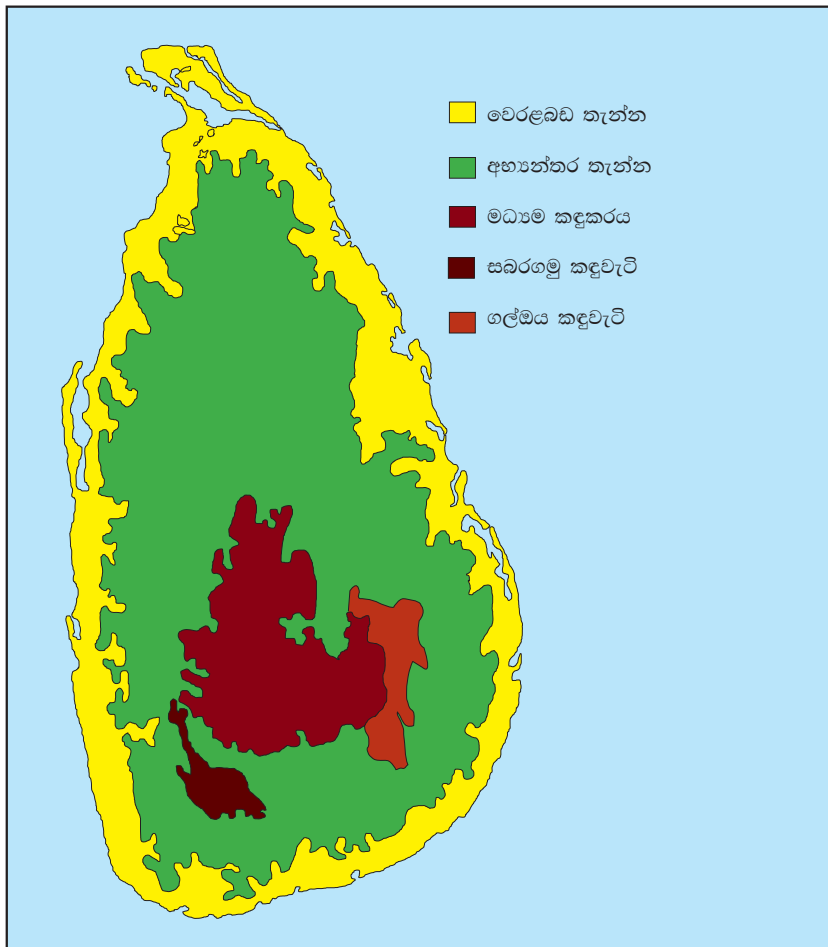 වෙරළබඩ තැන්න
අභ්‍යන්තර තැන්න
මධ්‍යම කඳුකරය
සබරගමු කඳුවැටි
ගල්ඔය කඳුවැටි